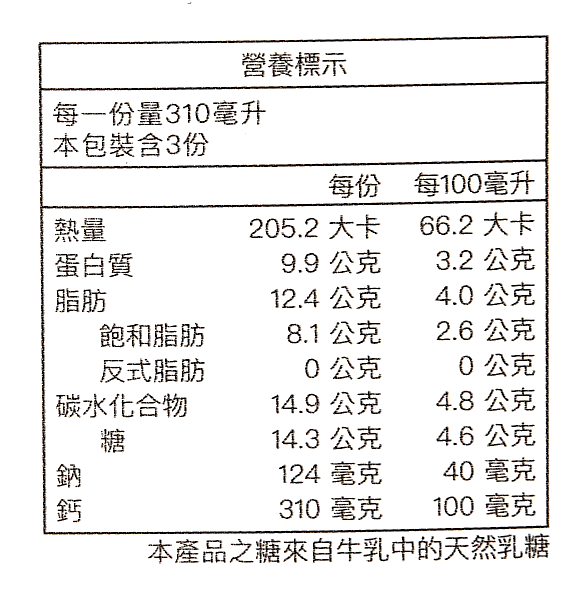 營養標示
每一份量310毫升
本包裝含3份
每份 每100毫升
熱量 205.2 大卡 66.2 大卡
蛋白質 9.9 公克 3.2 公克
脂肪 12.4 公克 4.0 公克
飽和脂肪 8.1 公克 2.6 公克
反式脂肪 0 公克 0 公克
碳水化合物 14.9 公克 4.8 公克
糖 14.3 公克 4.6 公克
鈉 124 毫克 40 毫克
鈣 310 毫克 100 毫克
本產品之糖來自牛乳中的天然乳糖